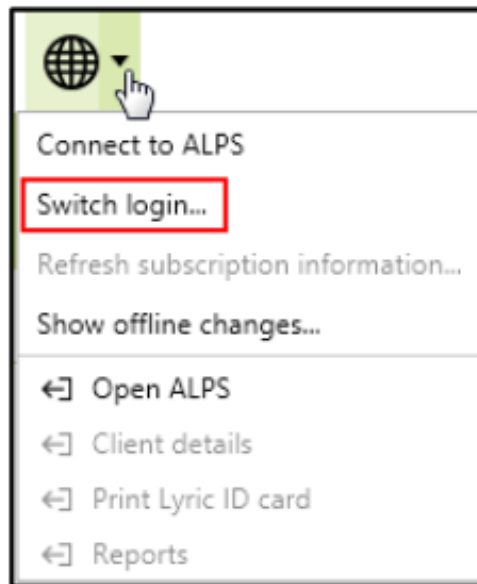 Connect to ALPS
Switch login...
Refresh subscription information...
Show offline changes...
Open ALPS
Client details
Print Lyric ID card
Reports